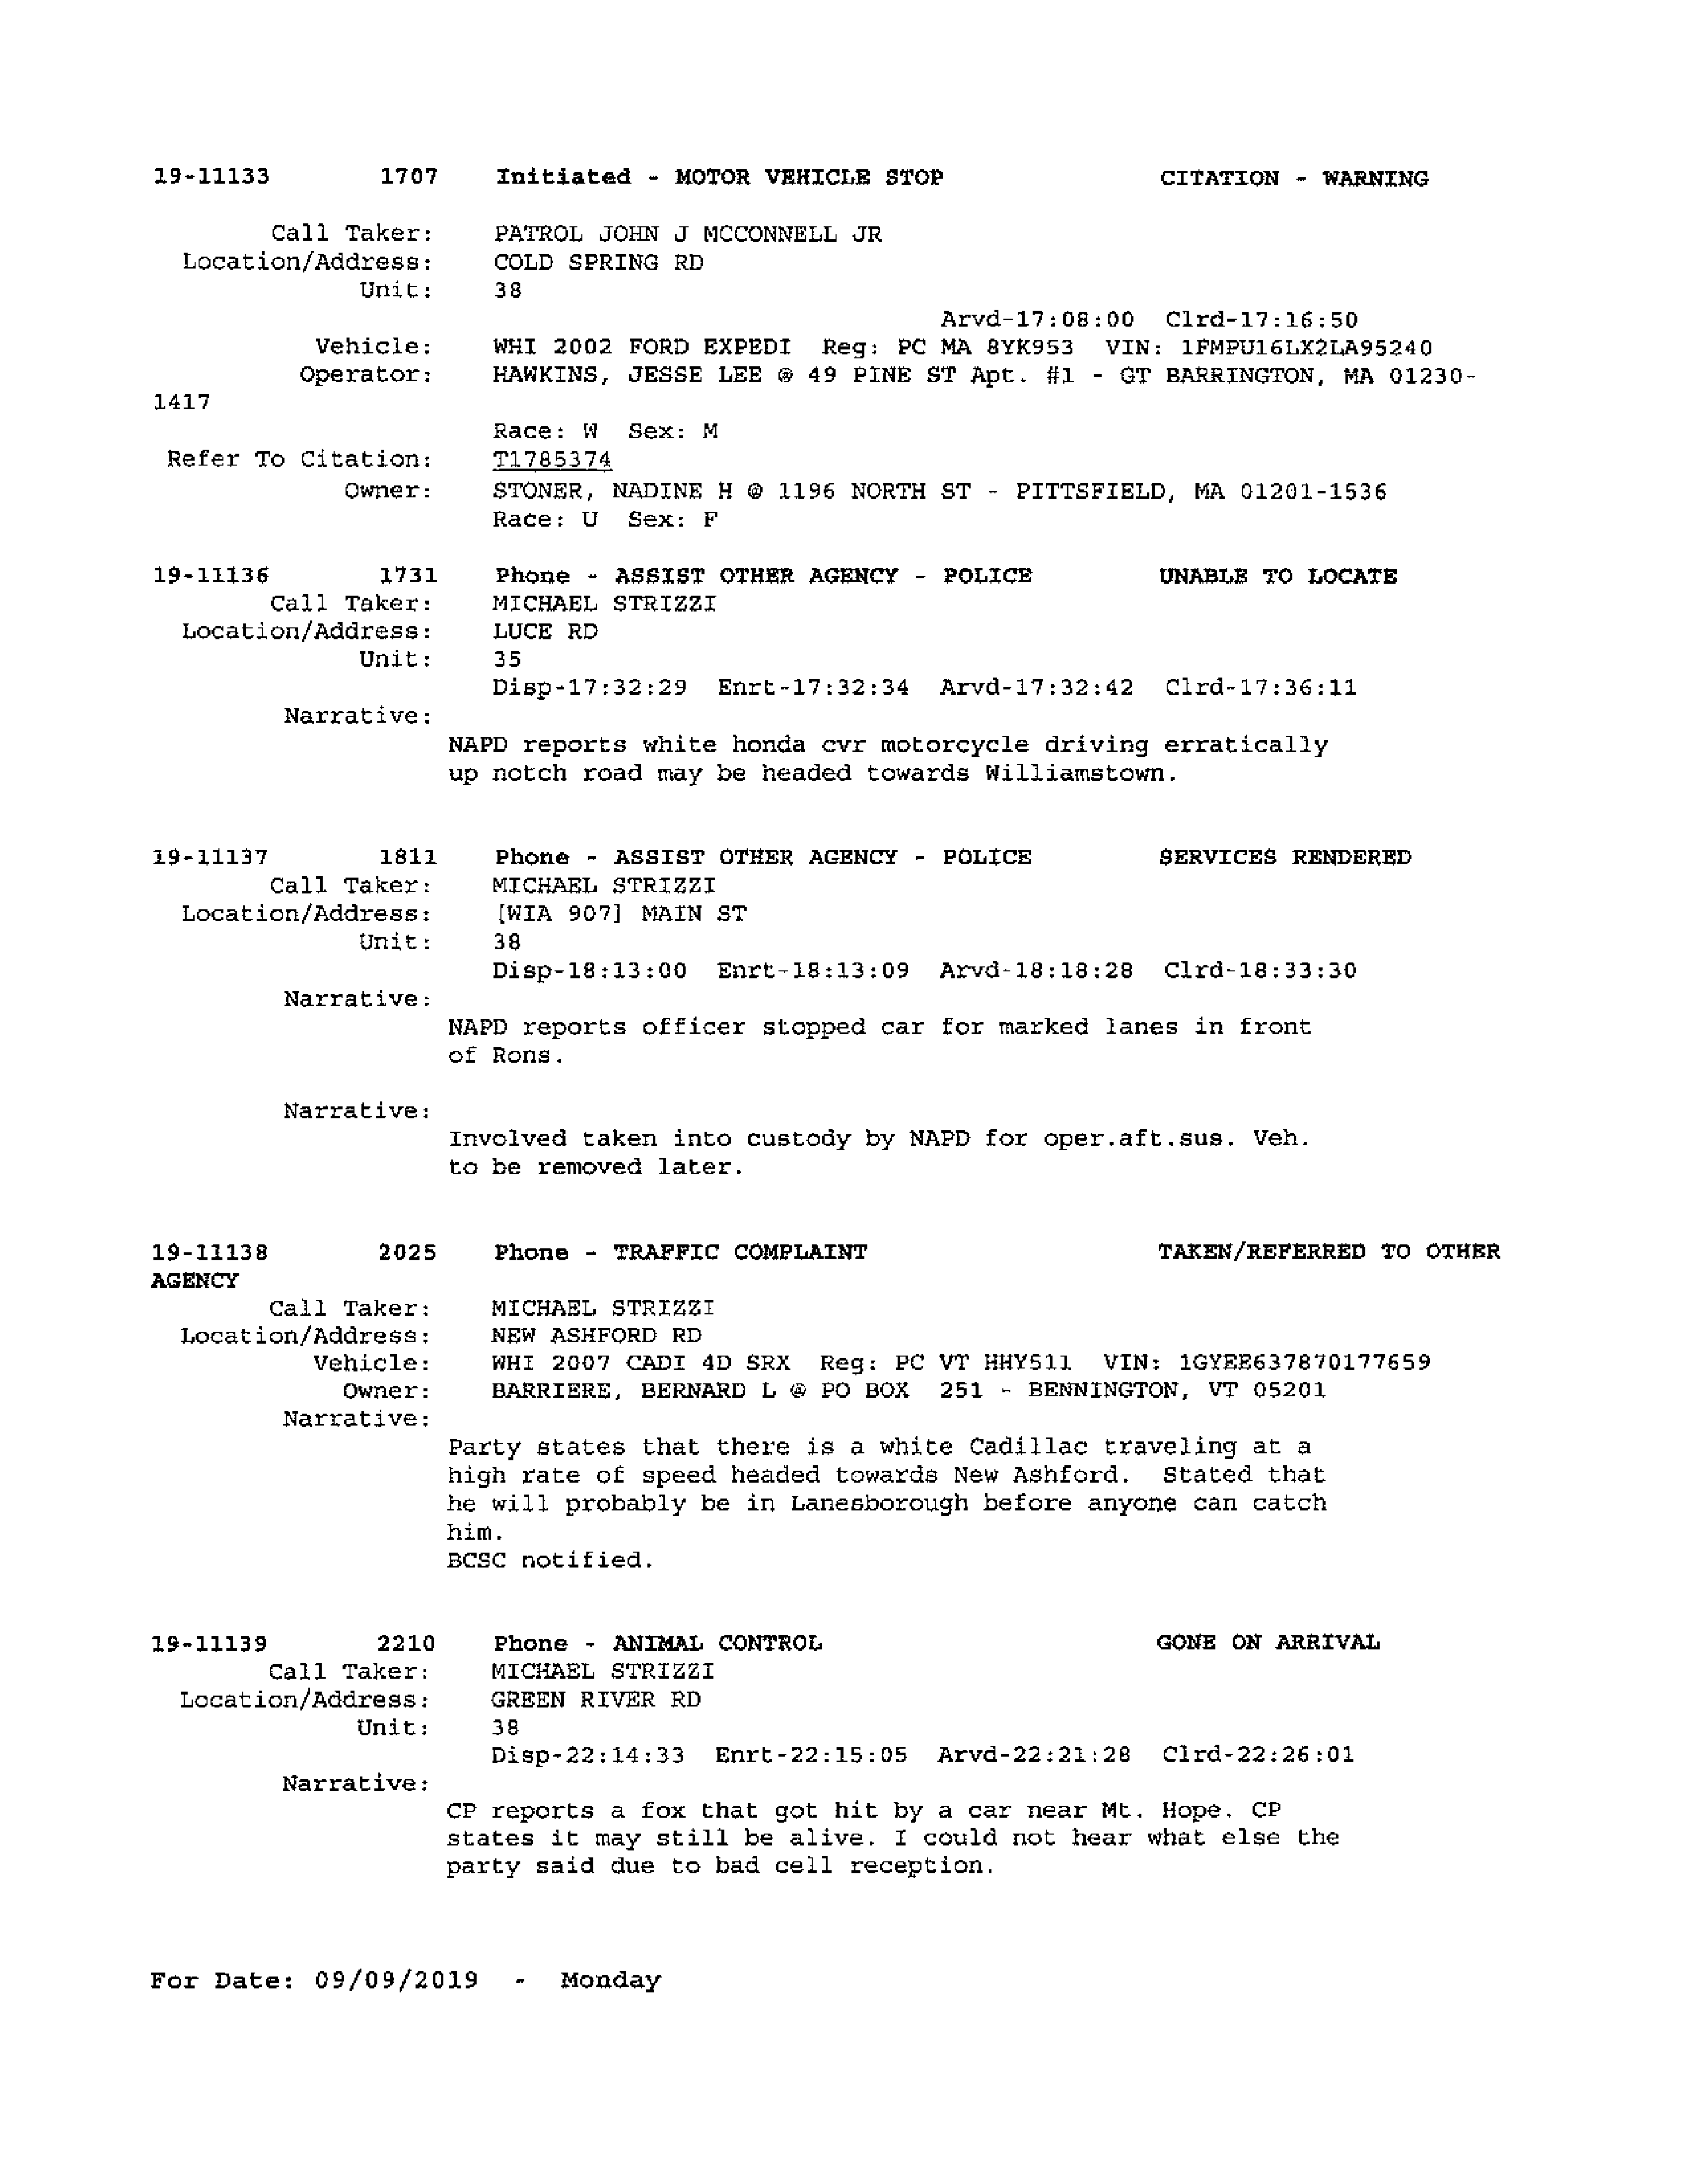 19-11133 1707 Initiated - MOTOR VEHICLE STOP CITATION - WARNING
Call Taker: PATROL JOHN J MCCONNELL JR
Location/Address: COLD SPRING RD
Unit: 38
Arvd-17:08:00 Clrd-17:16:50
Vehicle: WHI 2002 FORD EXPEDI Reg: PC MA 8YK953 VIN: 1FMPU16LX2LA95240
Operator: HAWKINS, JESSE LEE @ 49 PINE ST Apt. #1 - GT BARRINGTON, MA 01230-
1417
Race: W Sex: M
Refer To Citation: T1785374
Owner: STONER, NADINE H @ 1196 NORTH ST - PITTSFIELD, MA 01201-1536
Race: U Sex: F
19-11136 1731 Phone - ASSIST OTHER AGENCY - POLICE UNABLE TO LOCATE
Call Taker: MICHAEL STRIZZI
Location/Address: LUCE RD
Unit: 35
Disp-17:32:29 Enrt-17:32:34 Arvd-17:32:42 Clrd-17:36:11
Narrative:
NAPD reports white honda cvr motorcycle driving erratically
up notch road may be headed towards Williamstown.
19-11137 1811 Phone - ASSIST OTHER AGENCY - POLICE SERVICES RENDERED
Call Taker: MICHAEL STRIZZI
Location/Address: [WIA 907] MAIN ST
Unit: 38
Disp-18:13:00 Enrt-18:13:09 Arvd-18:18:28 Clrd-18:33:30
Narrative:
NAPD reports officer stopped car for marked lanes in front
of Rons.
Narrative:
Involved taken into custody by NAPD for oper.aft.sus. Veh.
to be removed later.
19-11138 2025 Phone - TRAFFIC COMPLAINT TAKEN/REFERRED TO OTHER
AGENCY
Call Taker: MICHAEL STRIZZI
Location/Address: NEW ASHFORD RD
Vehicle: WHI 2007 CADI 4D SRX Reg: PC VT HHY511 VIN: 1GYEE637870177659
Owner: BARRIERE, BERNARD L @ PO BOX 251 - BENNINGTON, VT 05201
Narrative:
Party states that there is a white Cadillac traveling at a
high rate of speed headed towards New Ashford. Stated that
he will probably be in Lanesborough before anyone can catch
him.
BCSC notified.
19-11139 2210 Phone - ANIMAL CONTROL GONE ON ARRIVAL
Call Taker: MICHAEL STRIZZI
Location/Address: GREEN RIVER RD
Unit: 38
Disp-22:14:33 Enrt-22:15:05 Arvd-22:21:28 Clrd-22:26:01
Narrative:
CP reports a fox that got hit by a car near Mt. Hope. CP
states it may still be alive. I could not hear what else the
party said due to bad cell reception.
For Date: 09/09/2019 - Monday